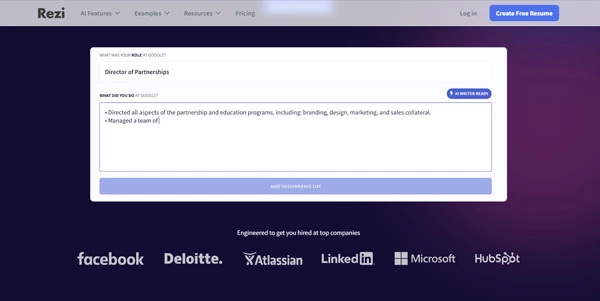 Rezi AI Features Examples Resources Pricing Log in Create Free Resume
WHAT WAS YOUR ROLE AT GOOGLE?
Director of Partnerships
WHAT DID YOU DO AT GOOGLE? AI WRITER READY
• Directed all aspects of the partnership and education programs, including: branding, design, marketing, and sales collateral.
• Managed a team of
SAVE TO EXPERIENCE LIST
Engineered to get you hired at top companies
facebook Deloitte. ATLASSIAN LinkedIn Microsoft HubSpot